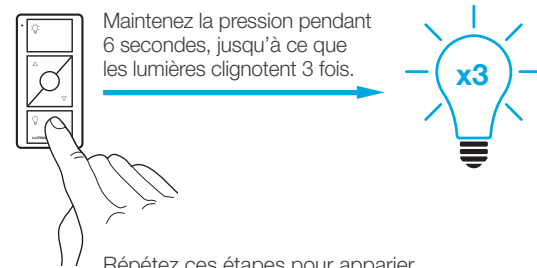 Maintenez la pression pendant
6 secondes, jusqu'à ce que
les lumières clignotent 3 fois.
x3
Répétez ces étapes pour apparier